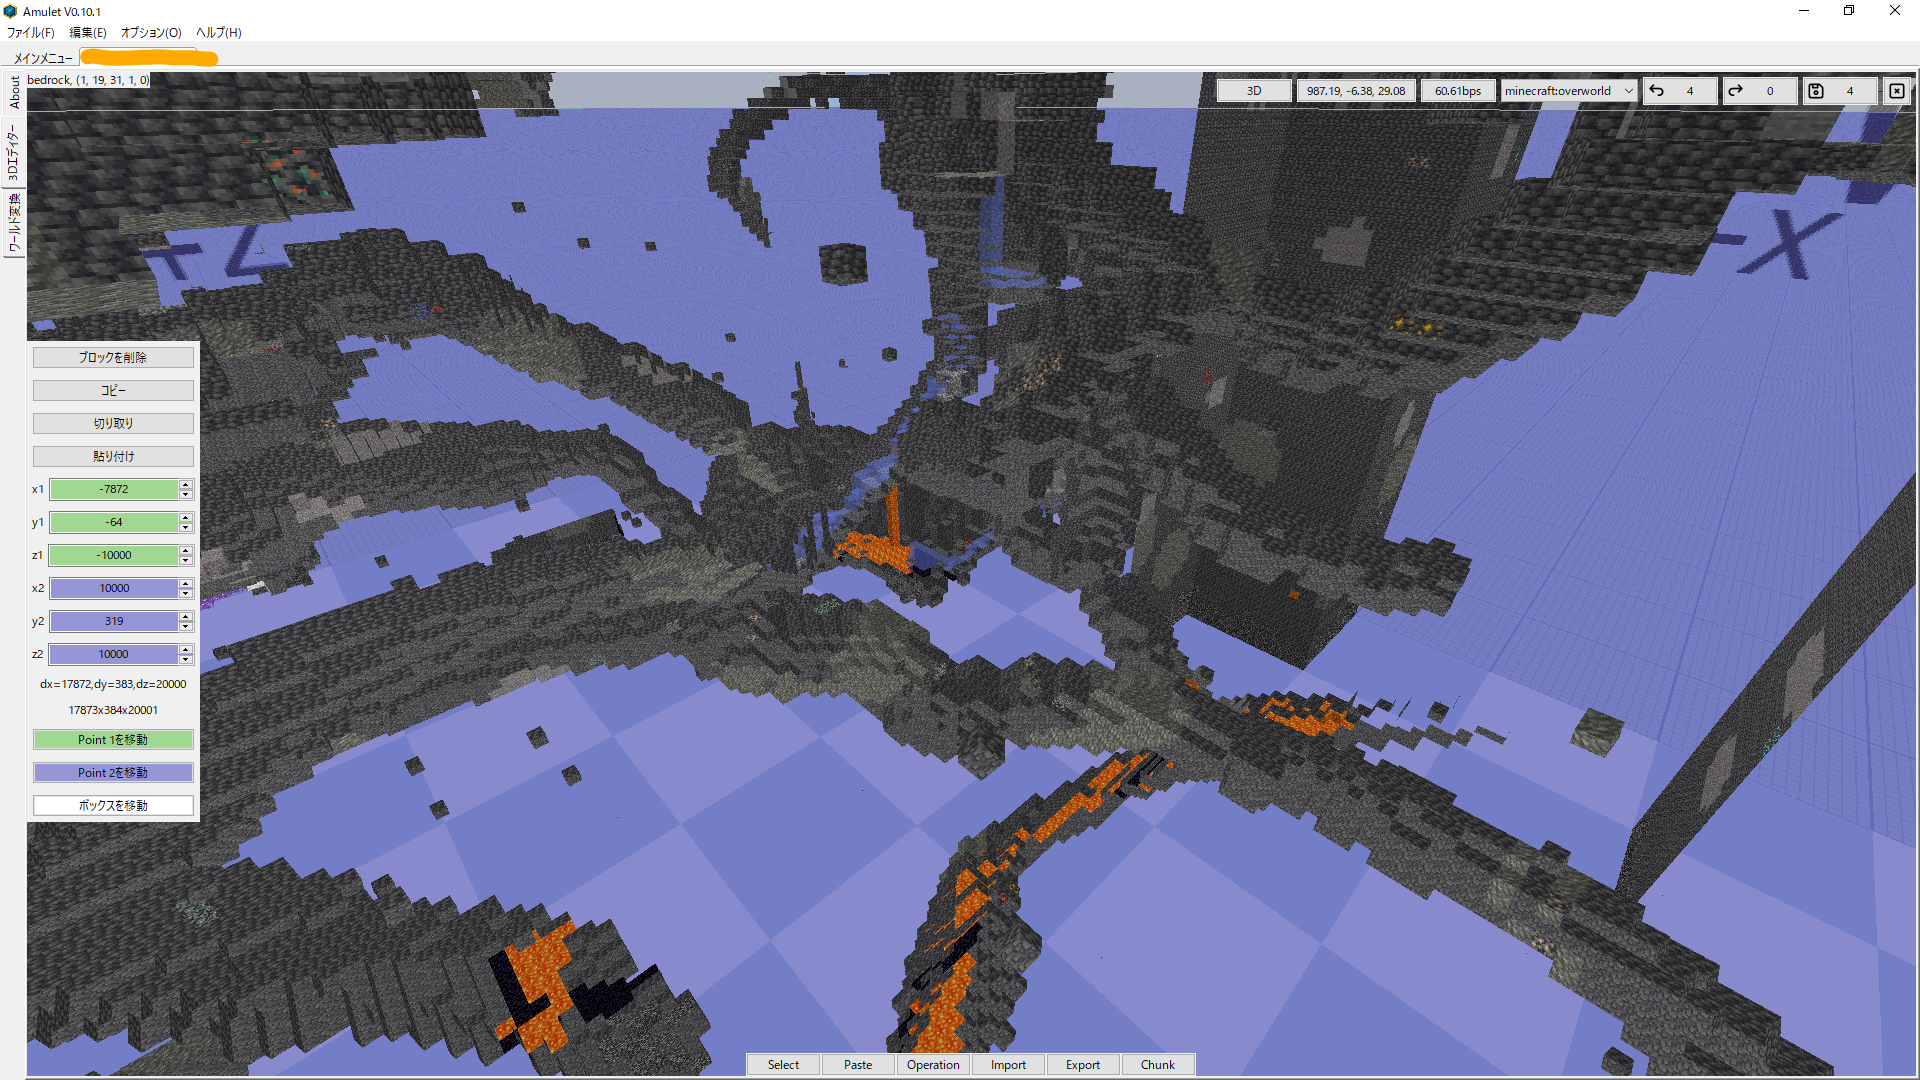 Amulet V0.10.1
ファイル(F) 編集(E) オプション(O) ヘルプ(H)
メインメニュー
About
3Dエディター
ワールド変換
bedrock, (1, 19, 31, 1, 0)
3D
987.19, -6.38, 29.08
60.61bps
minecraft:overworld
4
0
4
+Z
-X
ブロックを削除
コピー
切り取り
貼り付け
x1 -7872
y1 -64
z1 -10000
x2 10000
y2 319
z2 10000
dx=17872,dy=383,dz=20000
17873x384x20001
Point 1を移動
Point 2を移動
ボックスを移動
Select Paste Operation Import Export Chunk